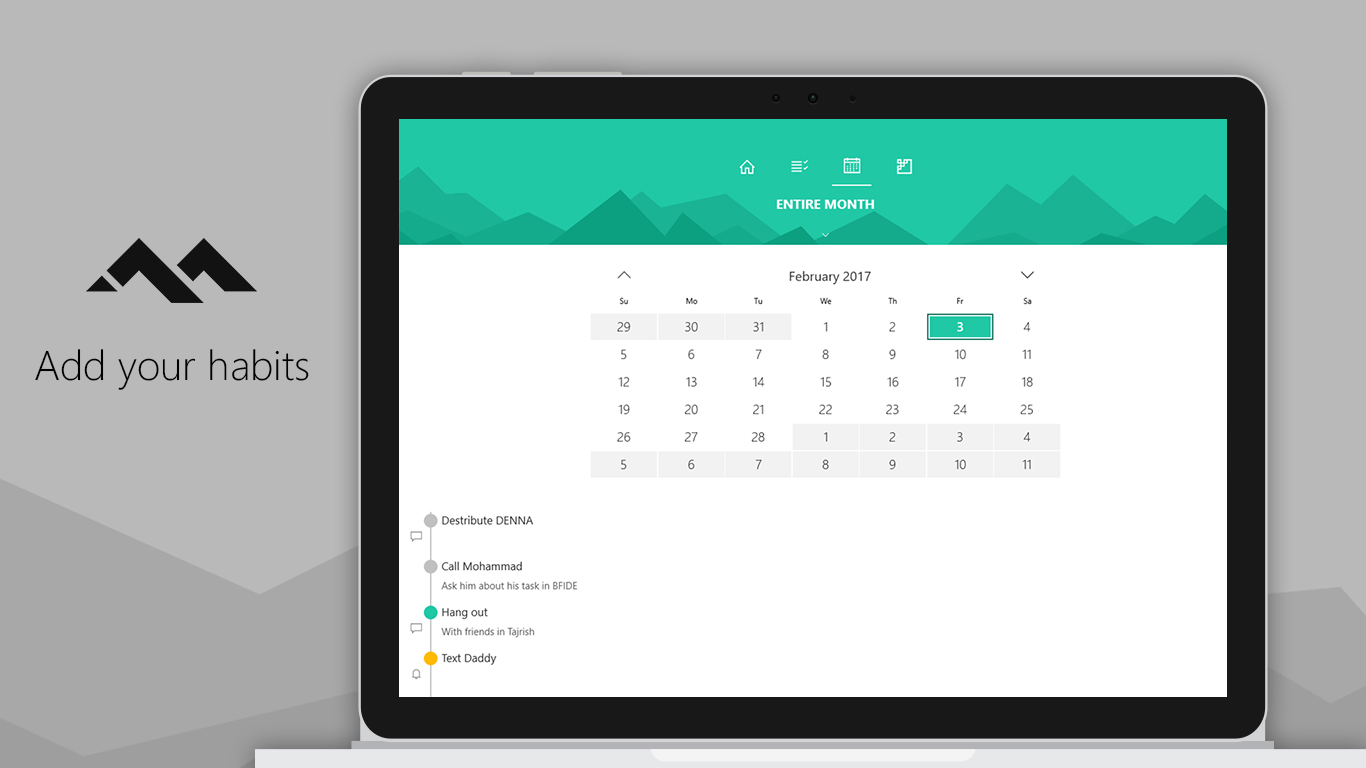 Add your habits
ENTIRE MONTH
February 2017
Su Mo Tu We Th Fr Sa
29 30 31 1 2 3 4
5 6 7 8 9 10 11
12 13 14 15 16 17 18
19 20 21 22 23 24 25
26 27 28 1 2 3 4
5 6 7 8 9 10 11
Destribute DENNA
Call Mohammad
Ask him about his task in BFIDE
Hang out
With friends in Tajrish
Text Daddy